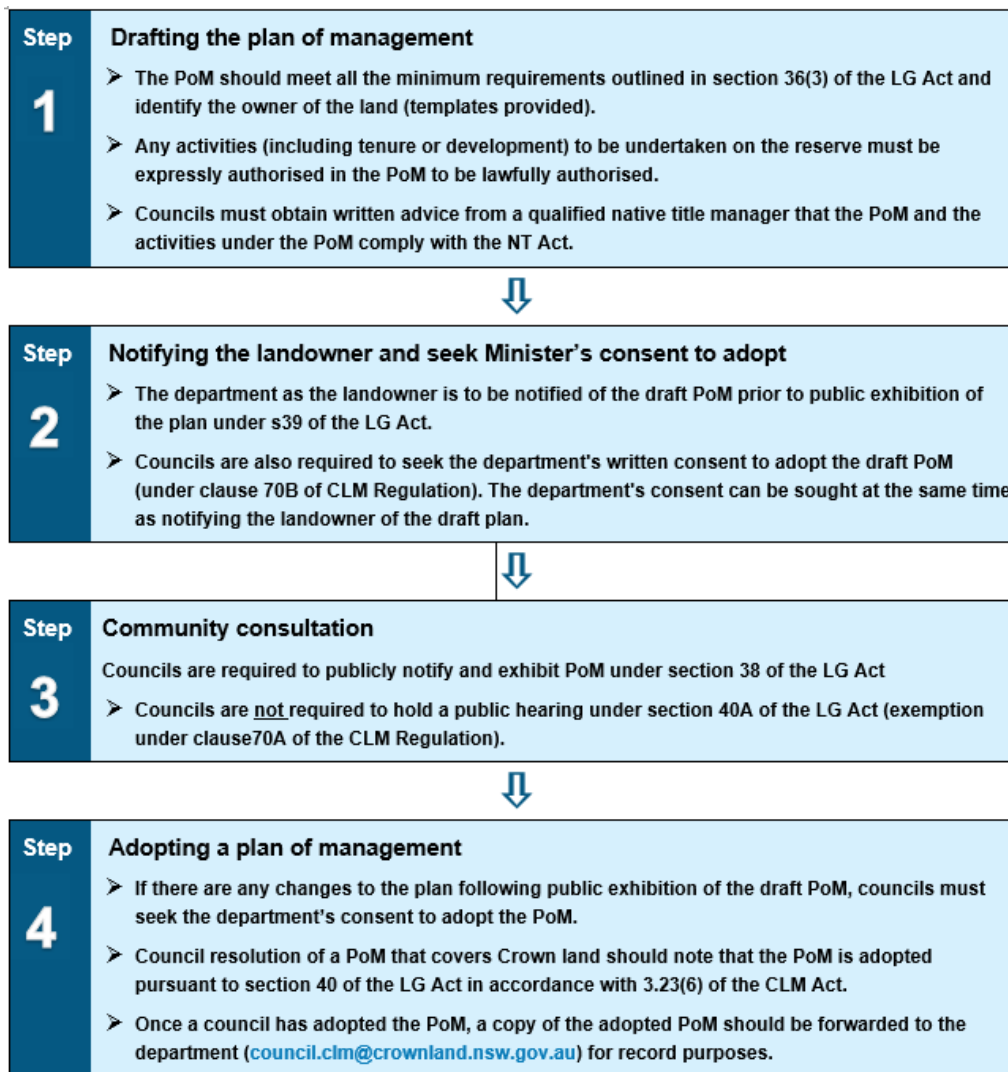 Step
1
Drafting the plan of management
➢ The PoM should meet all the minimum requirements outlined in section 36(3) of the LG Act and
identify the owner of the land (templates provided).
➢ Any activities (including tenure or development) to be undertaken on the reserve must be
expressly authorised in the PoM to be lawfully authorised.
➢ Councils must obtain written advice from a qualified native title manager that the PoM and the
activities under the PoM comply with the NT Act.
Step
2
Notifying the landowner and seek Minister's consent to adopt
➢ The department as the landowner is to be notified of the draft PoM prior to public exhibition of
the plan under s39 of the LG Act.
➢ Councils are also required to seek the department's written consent to adopt the draft PoM
(under clause 70B of CLM Regulation). The department's consent can be sought at the same time
as notifying the landowner of the draft plan.
Step
3
Community consultation
Councils are required to publicly notify and exhibit PoM under section 38 of the LG Act
➢ Councils are not required to hold a public hearing under section 40A of the LG Act (exemption
under clause70A of the CLM Regulation).
Step
4
Adopting a plan of management
➢ If there are any changes to the plan following public exhibition of the draft PoM, councils must
seek the department's consent to adopt the PoM.
➢ Council resolution of a PoM that covers Crown land should note that the PoM is adopted
pursuant to section 40 of the LG Act in accordance with 3.23(6) of the CLM Act.
➢ Once a council has adopted the PoM, a copy of the adopted PoM should be forwarded to the
department (council.clm@crownland.nsw.gov.au) for record purposes.